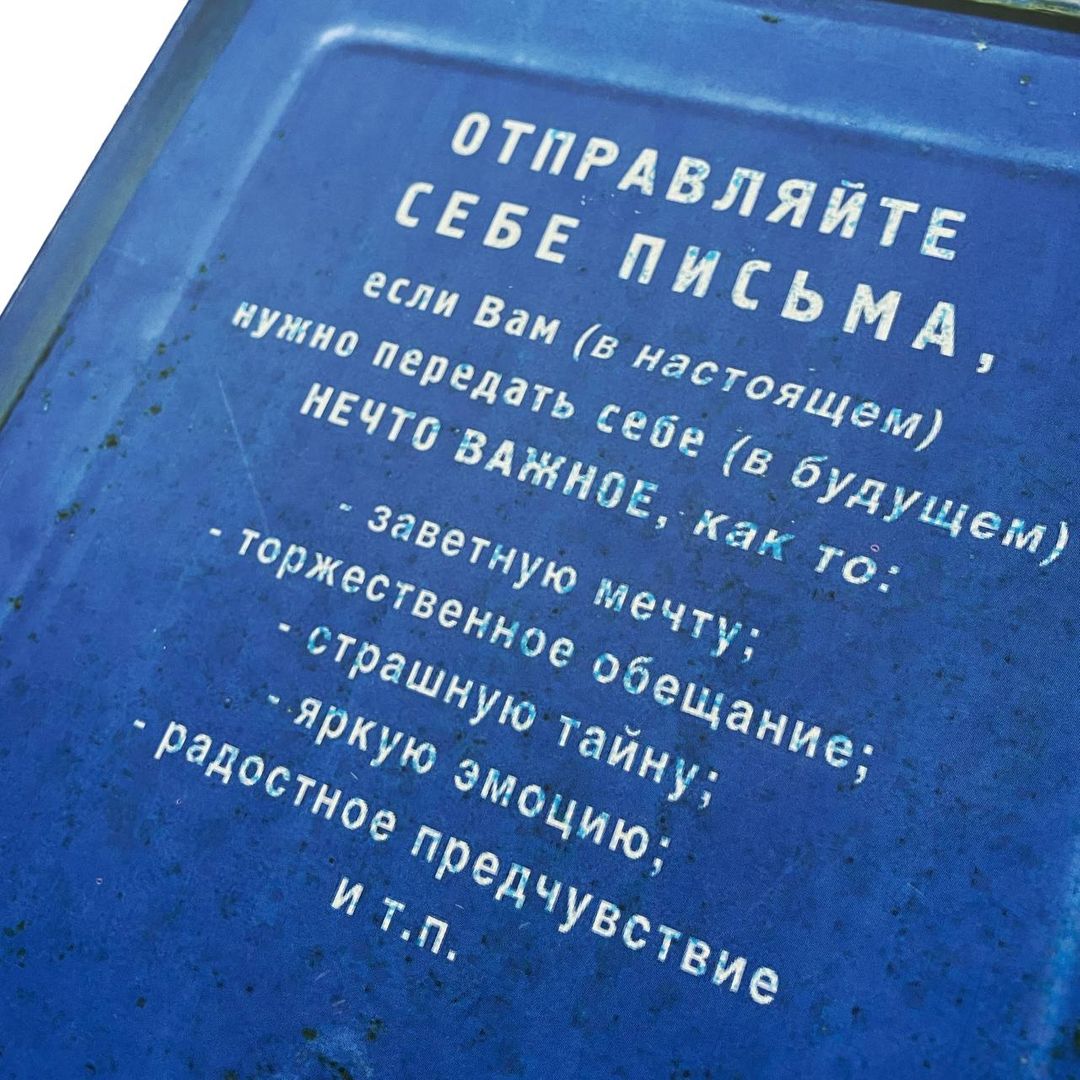 ОТПРАВЛЯЙТЕ
СЕБЕ ПИСЬМА,
если Вам (в настоящем)
нужно передать себе (в будущем)
НЕЧТО ВАЖНОЕ, как то:
- заветную мечту;
- торжественное обещание;
- страшную тайну;
- яркую эмоцию;
- радостное предчувствие
и т.п.